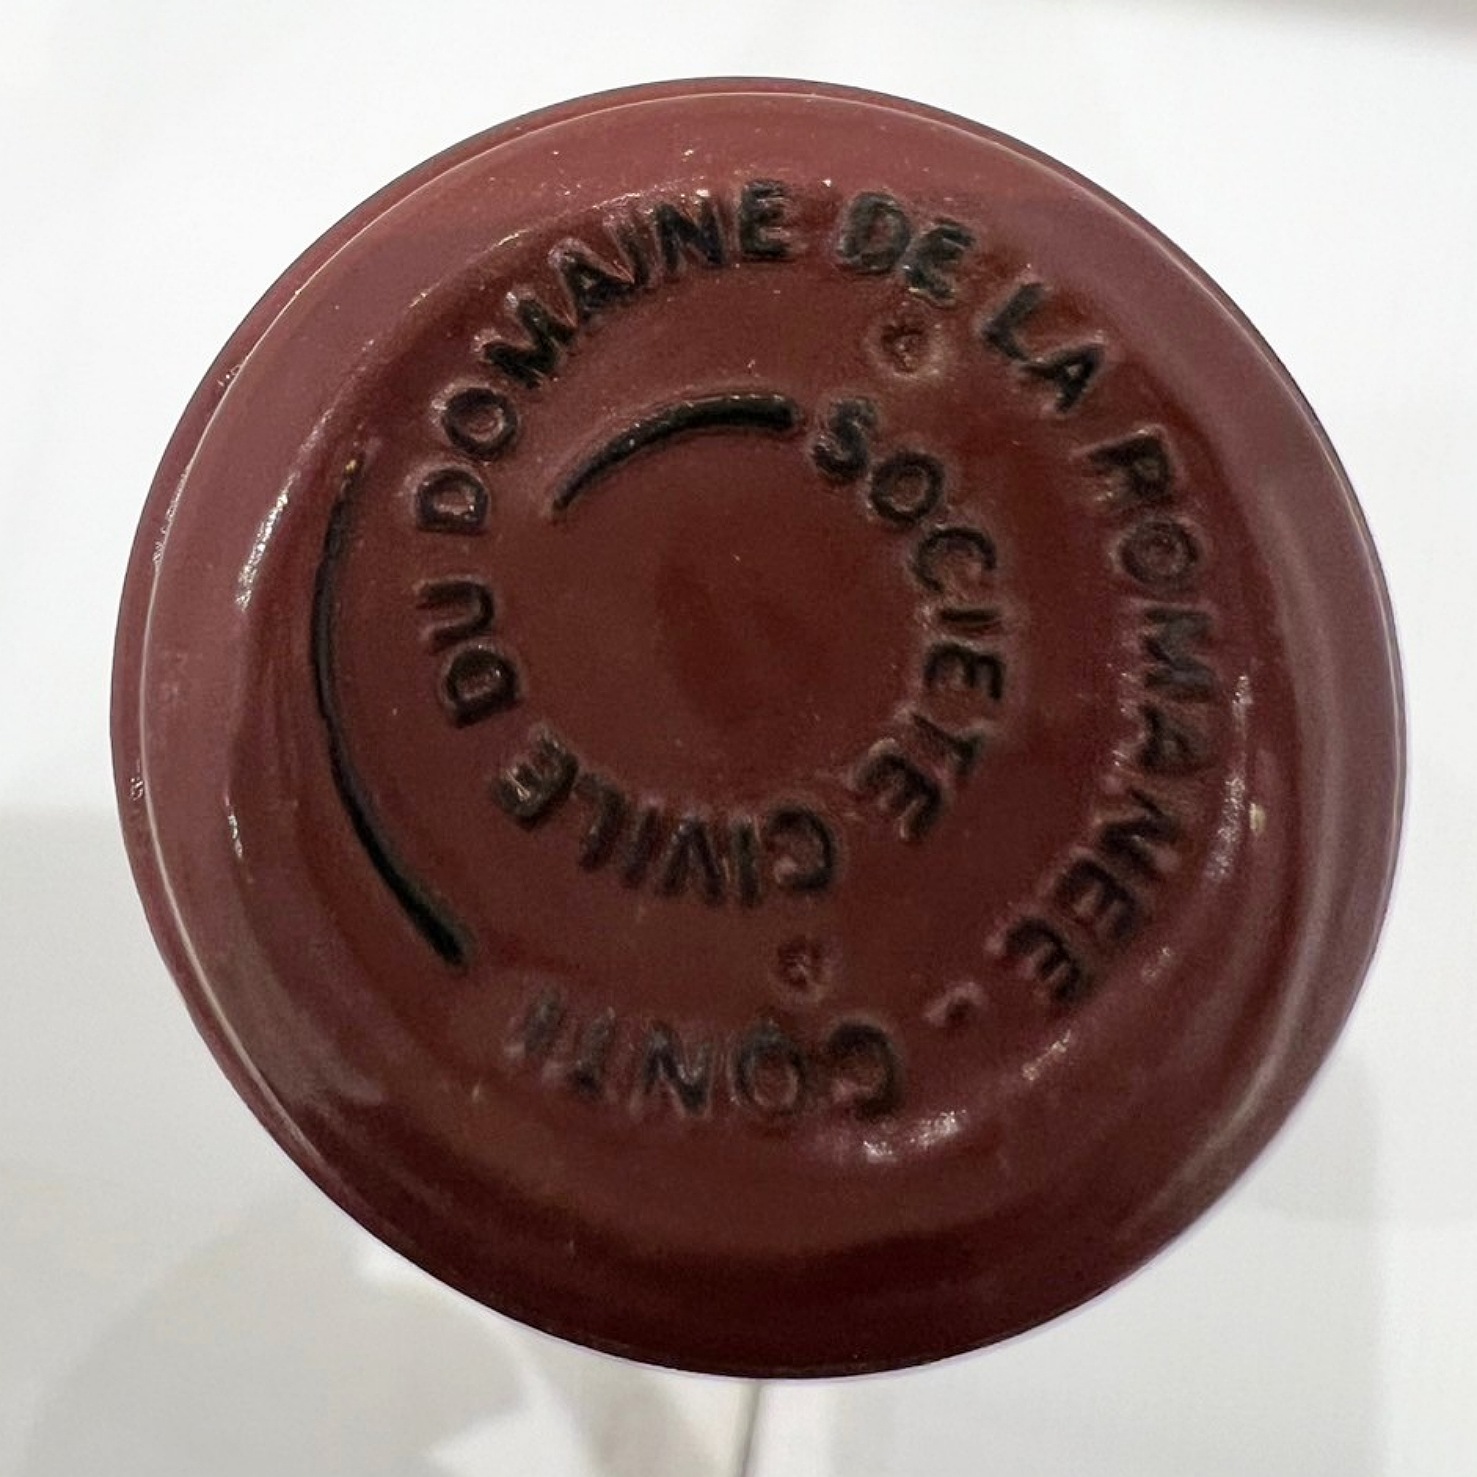 SOCIETE CIVILE DU DOMAINE DE LA ROMANEE - CONTI